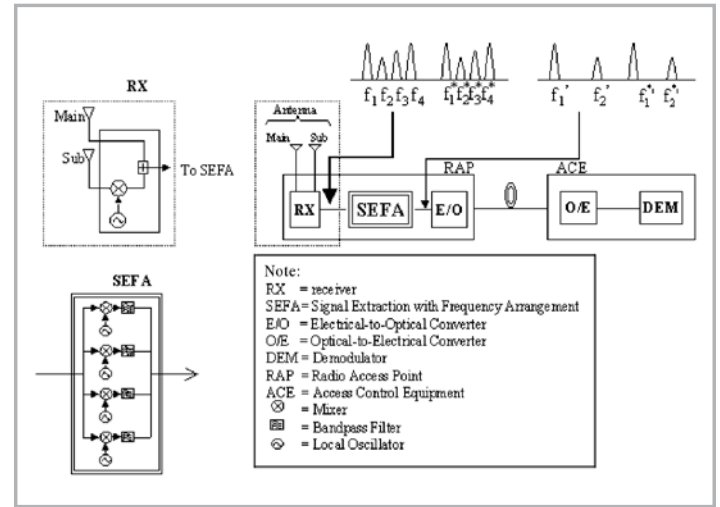 RX
Main
Sub
To SEFA
SEFA
f1 f2 f3 f4 f1* f2* f3* f4*
f1' f2' f1*' f2*'
Antenna
Main Sub
RAP
ACE
RX
SEFA
E/O
O/E
DEM
Note:
RX = receiver
SEFA= Signal Extraction with Frequency Arrangement
E/O = Electrical-to-Optical Converter
O/E = Optical-to-Electrical Converter
DEM = Demodulator
RAP = Radio Access Point
ACE = Access Control Equipment
= Mixer
= Bandpass Filter
= Local Oscillator